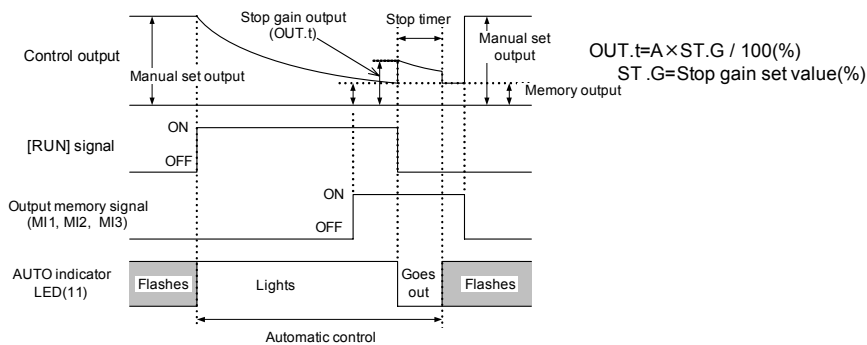 Stop gain output
(OUT.t)
Stop timer
Control output
Manual set output
Manual set
output
Memory output
OUT.t=A×ST.G / 100(%)
ST .G=Stop gain set value(%)
[RUN] signal
ON
OFF
Output memory signal
(MI1, MI2, MI3)
ON
OFF
AUTO indicator
LED(11)
Flashes
Lights
Goes
out
Flashes
Automatic control